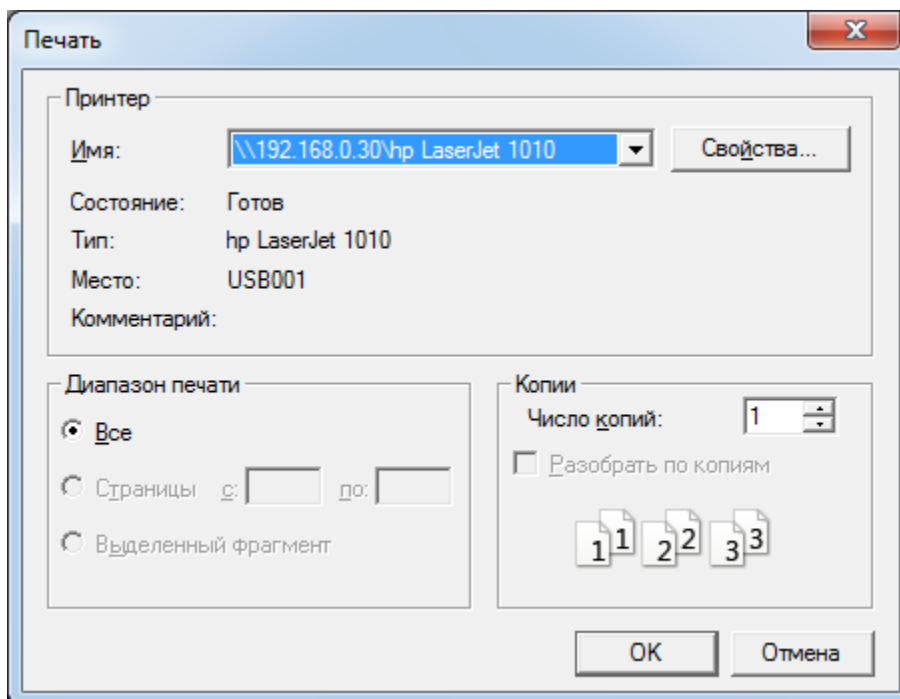 Печать
Принтер
Имя: \\192.168.0.30\hp LaserJet 1010 Свойства...
Состояние: Готов
Тип: hp LaserJet 1010
Место: USB001
Комментарий:
Диапазон печати
Все
Страницы с: по:
Выделенный фрагмент
Копии
Число копий: 1
Разобрать по копиям
1 1 2 2 3 3
OK Отмена